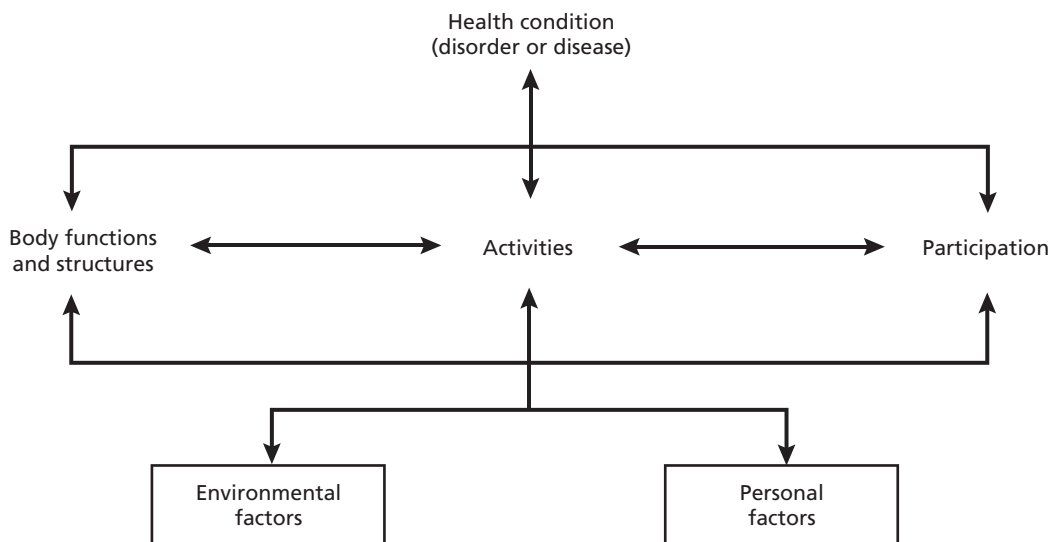 Health condition
(disorder or disease)
Body functions
and structures
Activities
Participation
Environmental
factors
Personal
factors